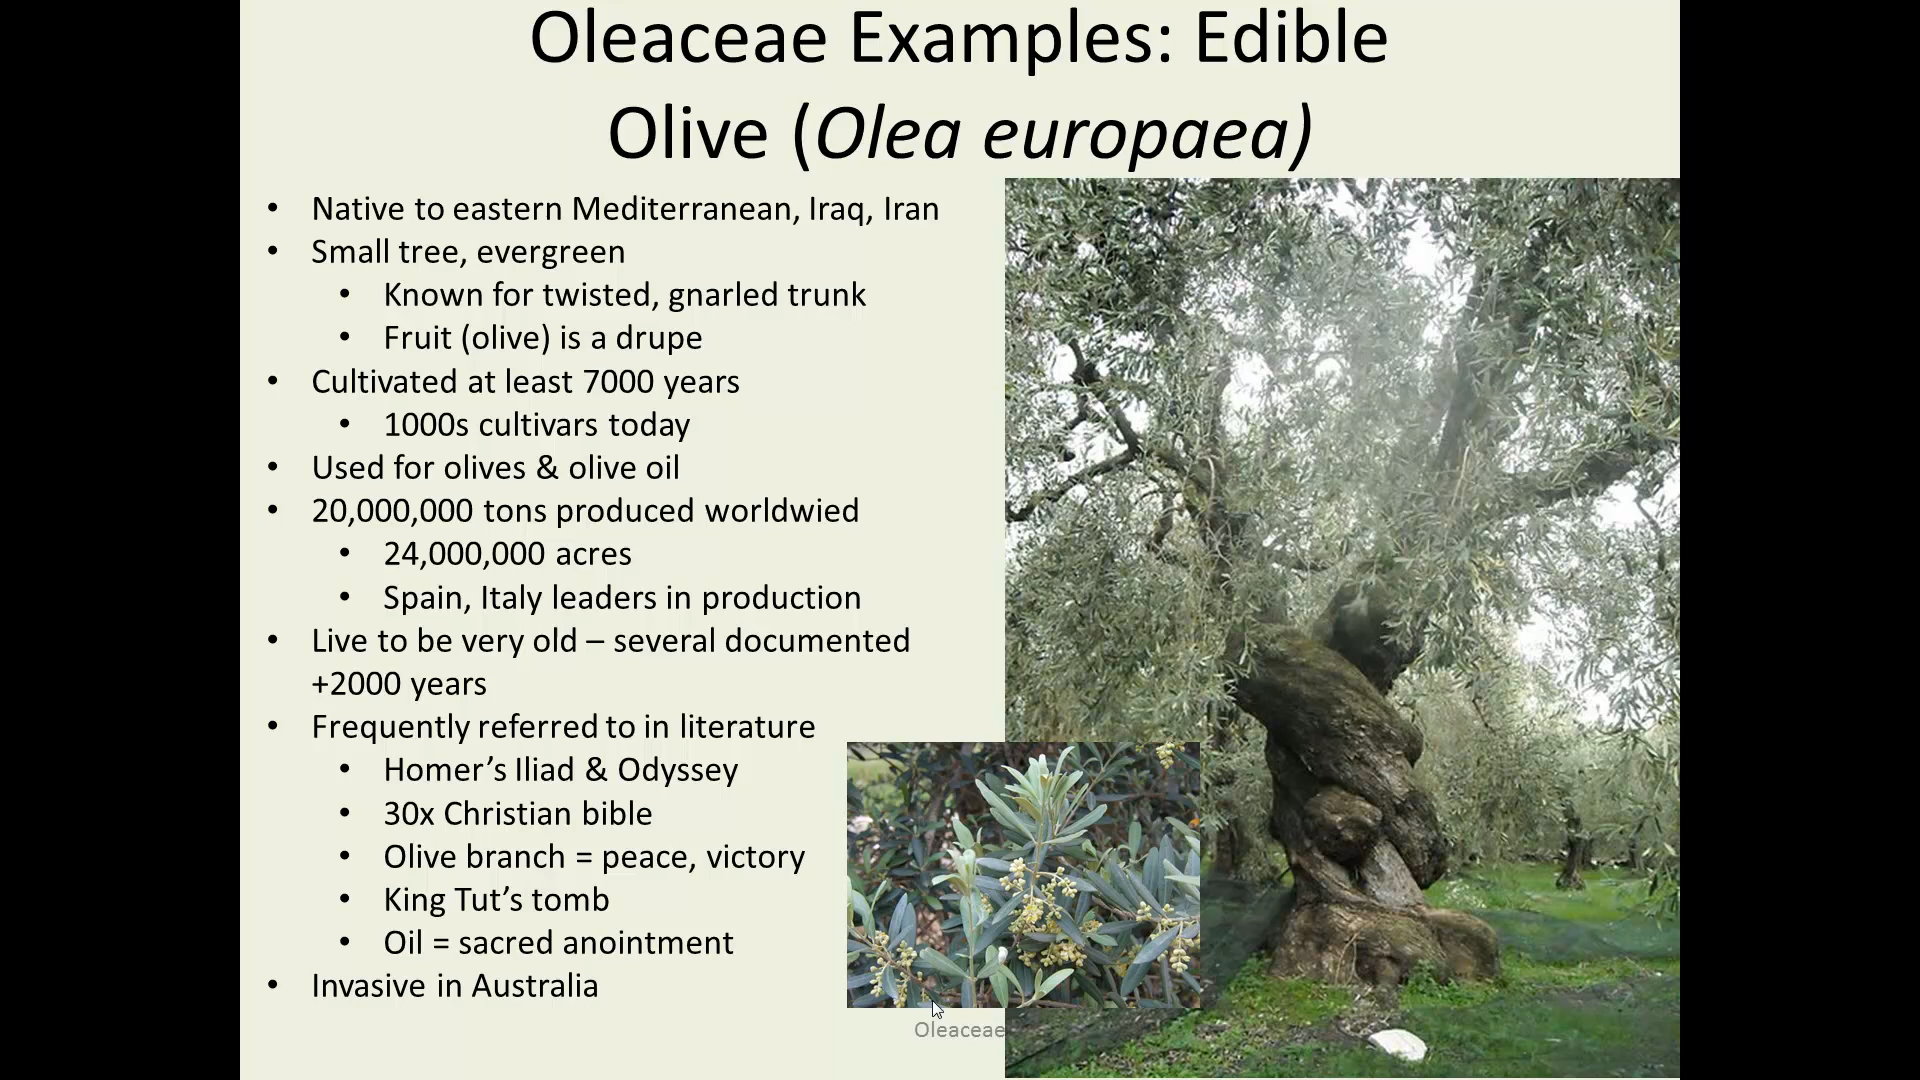 Oleaceae Examples: Edible
Olive (Olea europaea)
• Native to eastern Mediterranean, Iraq, Iran
• Small tree, evergreen
• Known for twisted, gnarled trunk
• Fruit (olive) is a drupe
• Cultivated at least 7000 years
• 1000s cultivars today
• Used for olives & olive oil
• 20,000,000 tons produced worldwied
• 24,000,000 acres
• Spain, Italy leaders in production
• Live to be very old – several documented
+2000 years
• Frequently referred to in literature
• Homer’s Iliad & Odyssey
• 30x Christian bible
• Olive branch = peace, victory
• King Tut’s tomb
• Oil = sacred anointment
• Invasive in Australia
Oleaceae